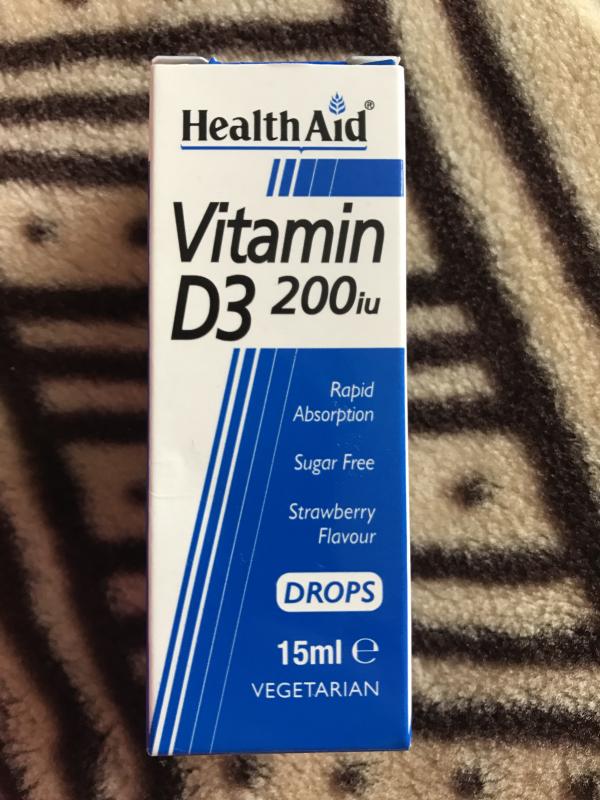 HealthAid®
Vitamin
D3 200iu
Rapid
Absorption
Sugar Free
Strawberry
Flavour
DROPS
15ml ℮
VEGETARIAN